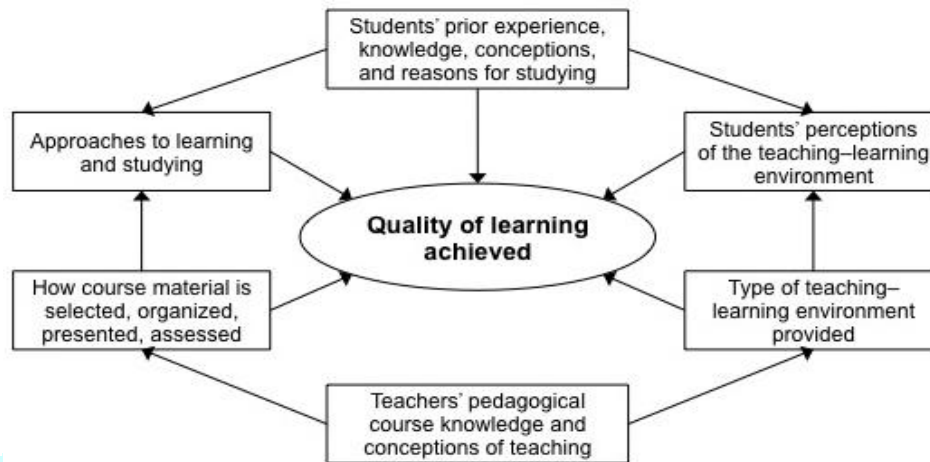 Students' prior experience,
knowledge, conceptions,
and reasons for studying
Approaches to learning
and studying
Students' perceptions
of the teaching–learning
environment
Quality of learning
achieved
How course material is
selected, organized,
presented, assessed
Type of teaching–
learning environment
provided
Teachers' pedagogical
course knowledge and
conceptions of teaching